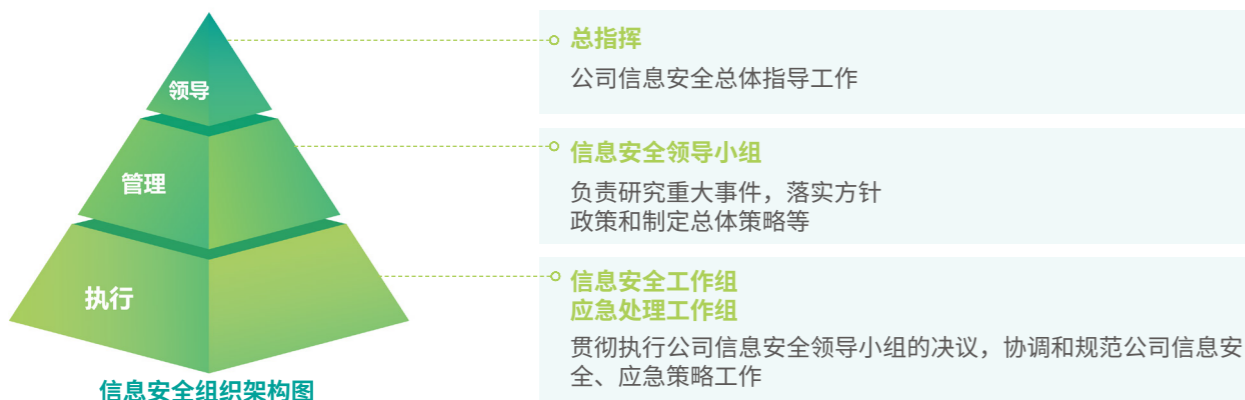 领导
总指挥
公司信息安全总体指导工作
管理
信息安全领导小组
负责研究重大事件，落实方针
政策和制定总体策略等
执行
信息安全工作组
应急处理工作组
贯彻执行公司信息安全领导小组的决议，协调和规范公司信息安
全、应急策略工作
信息安全组织架构图